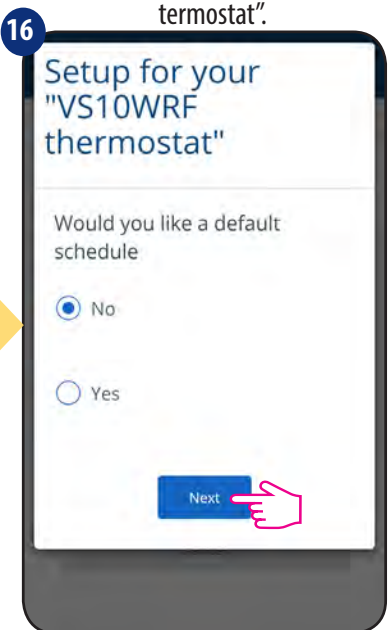 termostat”.
16
Setup for your
"VS10WRF
thermostat"
Would you like a default
schedule
No
Yes
Next